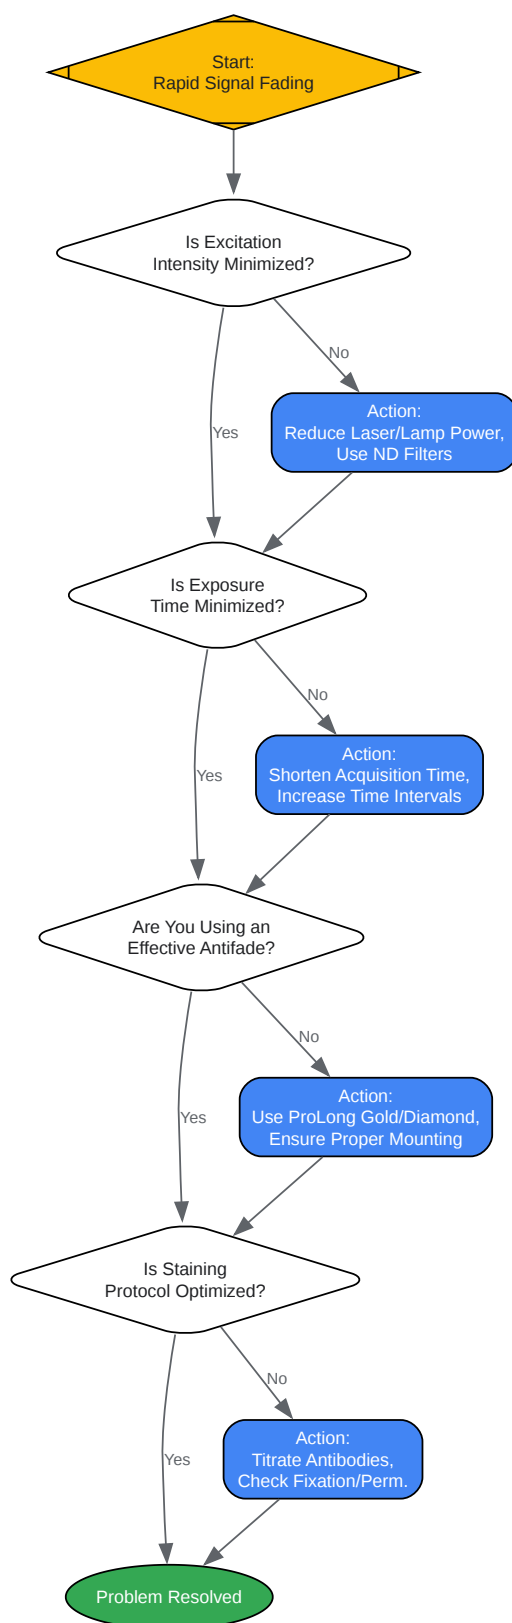 Start:
Rapid Signal Fading
Is Excitation
Intensity Minimized?
No
Action:
Reduce Laser/Lamp Power,
Use ND Filters
Yes
Is Exposure
Time Minimized?
No
Action:
Shorten Acquisition Time,
Increase Time Intervals
Yes
Are You Using an
Effective Antifade?
No
Action:
Use ProLong Gold/Diamond,
Ensure Proper Mounting
Yes
Is Staining
Protocol Optimized?
No
Action:
Titrate Antibodies,
Check Fixation/Perm.
Yes
Problem Resolved